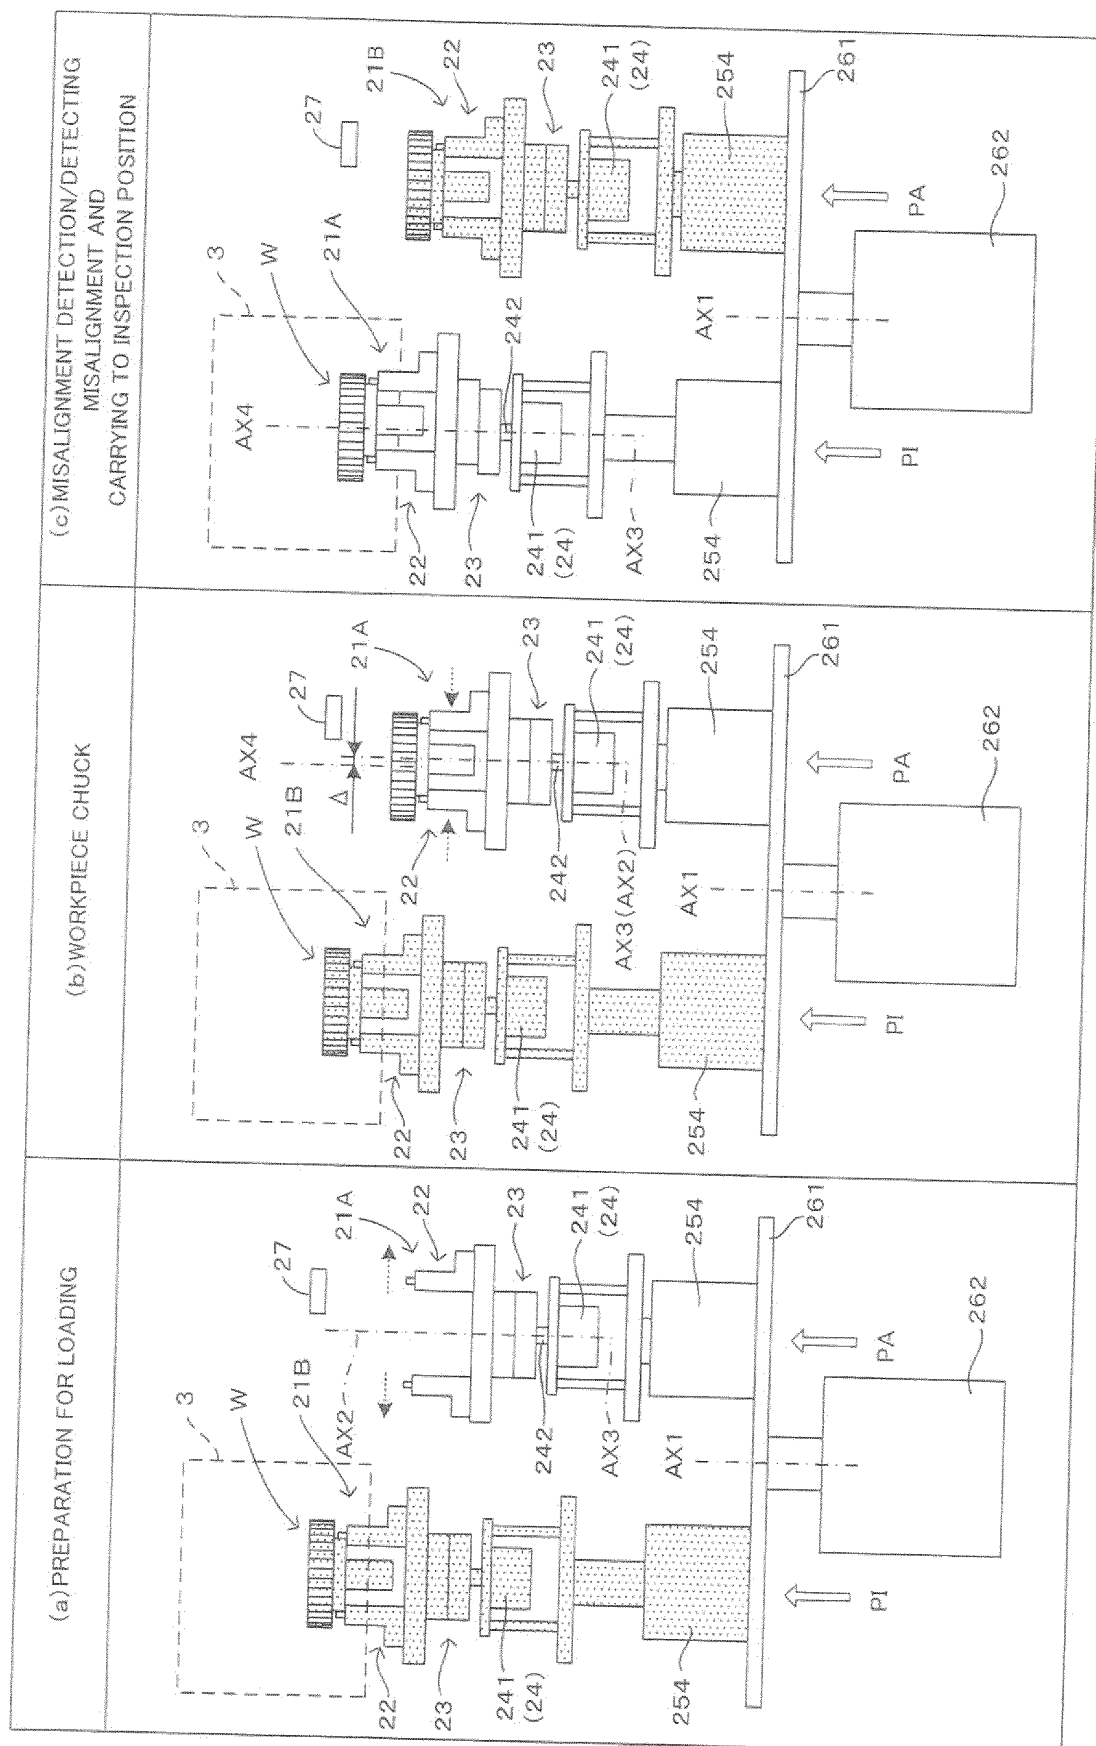 (a)PREPARATION FOR LOADING
3
W
21B
AX2
27
21A
22
23
241
(24)
254
261
262
22
23
241
(24)
254
242
AX3
AX1
PI
PA
(b)WORKPIECE CHUCK
3
W
21B
Δ
AX4
27
21A
22
23
241
(24)
254
261
262
22
23
241
(24)
254
242
AX3(AX2)
AX1
PI
PA
(c)MISALIGNMENT DETECTION/DETECTING
MISALIGNMENT AND
CARRYING TO INSPECTION POSITION
AX4
W
3
21A
27
21B
22
23
241
(24)
254
261
262
22
23
241
(24)
254
242
AX3
AX1
PI
PA